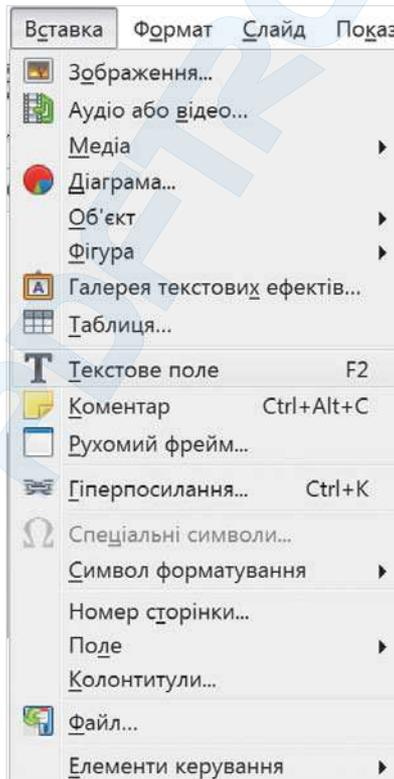 Вставка Формат Слайд Показ
Зображення...
Аудіо або відео...
Медіа
Діаграма...
Об'єкт
Фігура
Галерея текстових ефектів...
Таблиця...
Текстове поле F2
Коментар Ctrl+Alt+C
Рухомий фрейм...
Гіперпосилання... Ctrl+K
Спеціальні символи...
Символ форматування
Номер сторінки...
Поле
Колонтитули...
Файл...
Елементи керування